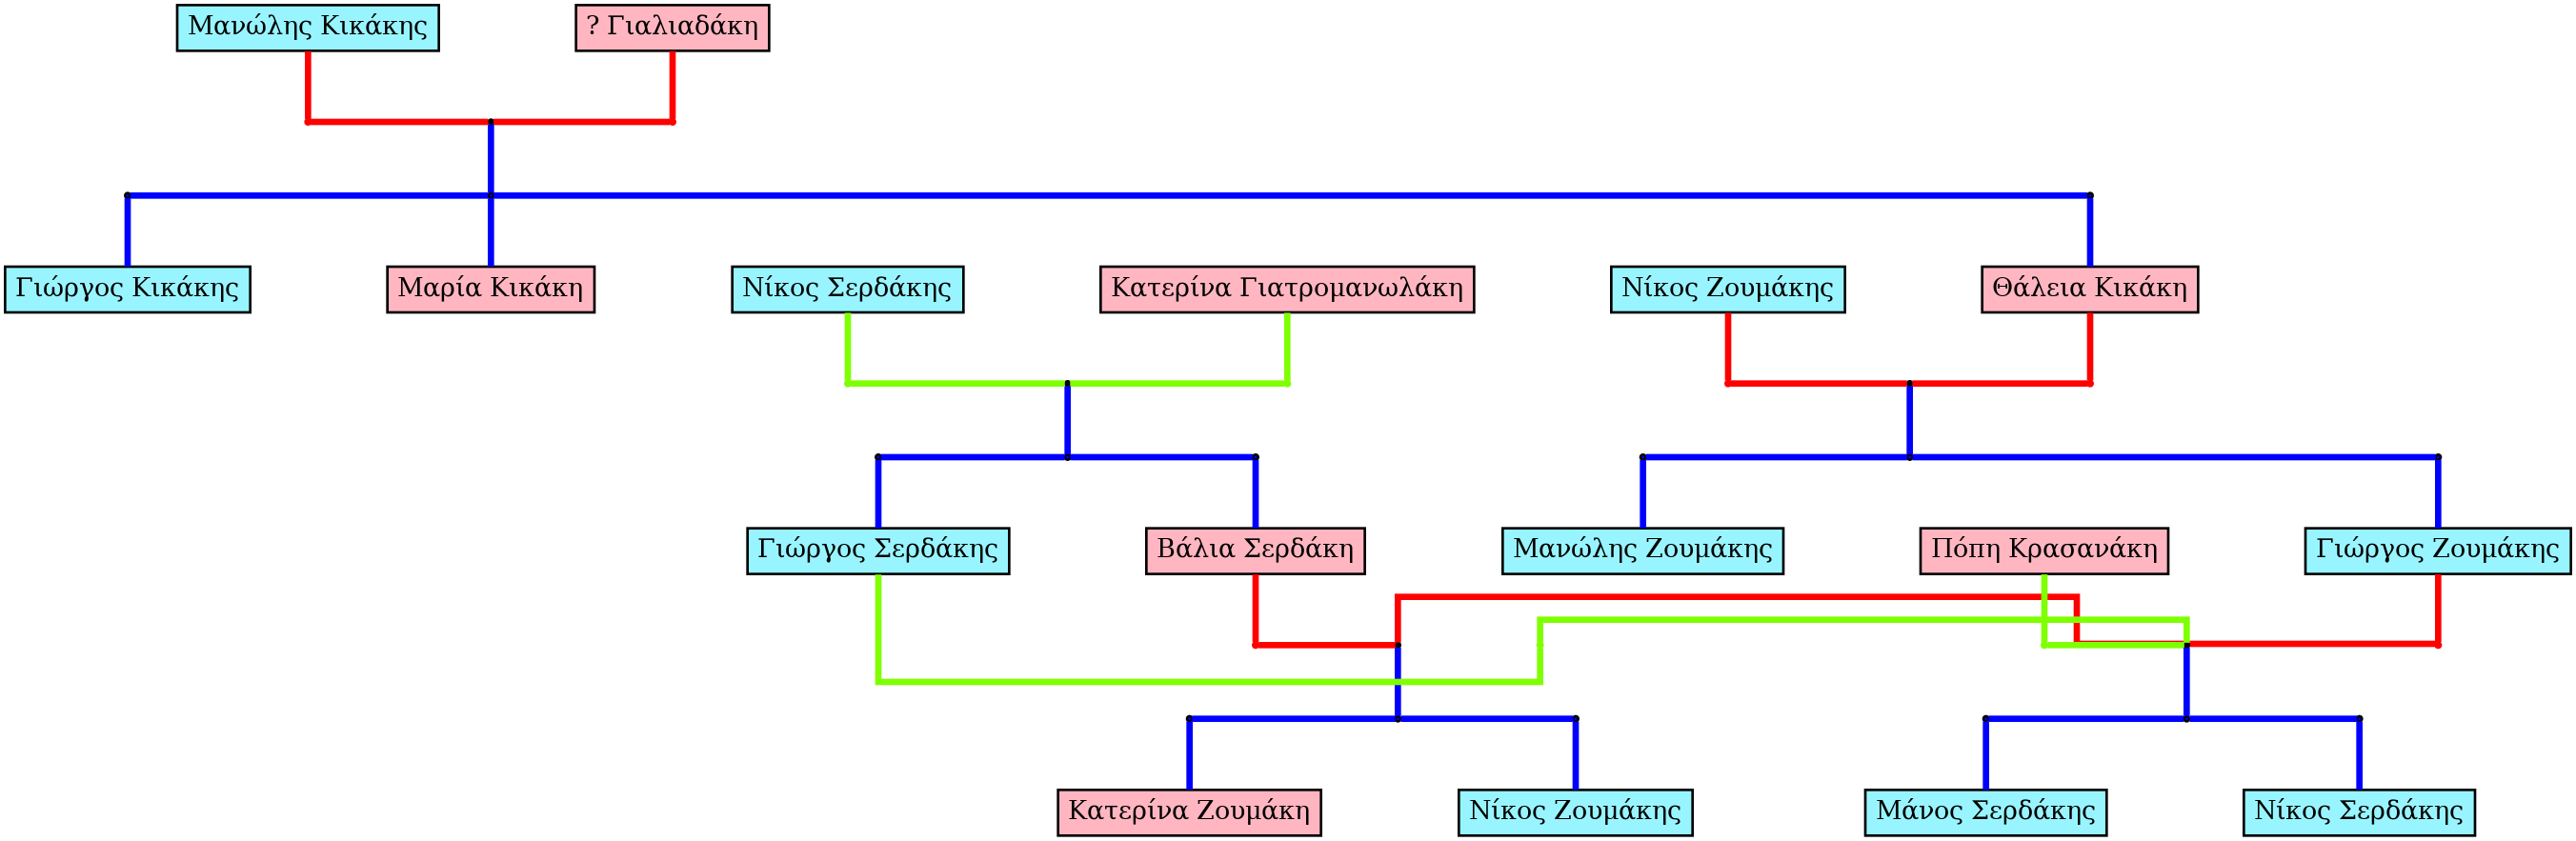 Μανώλης Κικάκης
? Γιαλιαδάκη
Γιώργος Κικάκης
Μαρία Κικάκη
Νίκος Σερδάκης
Κατερίνα Γιατρομανωλάκη
Νίκος Ζουμάκης
Θάλεια Κικάκη
Γιώργος Σερδάκης
Βάλια Σερδάκη
Μανώλης Ζουμάκης
Πόπη Κρασανάκη
Γιώργος Ζουμάκης
Κατερίνα Ζουμάκη
Νίκος Ζουμάκης
Μάνος Σερδάκης
Νίκος Σερδάκης